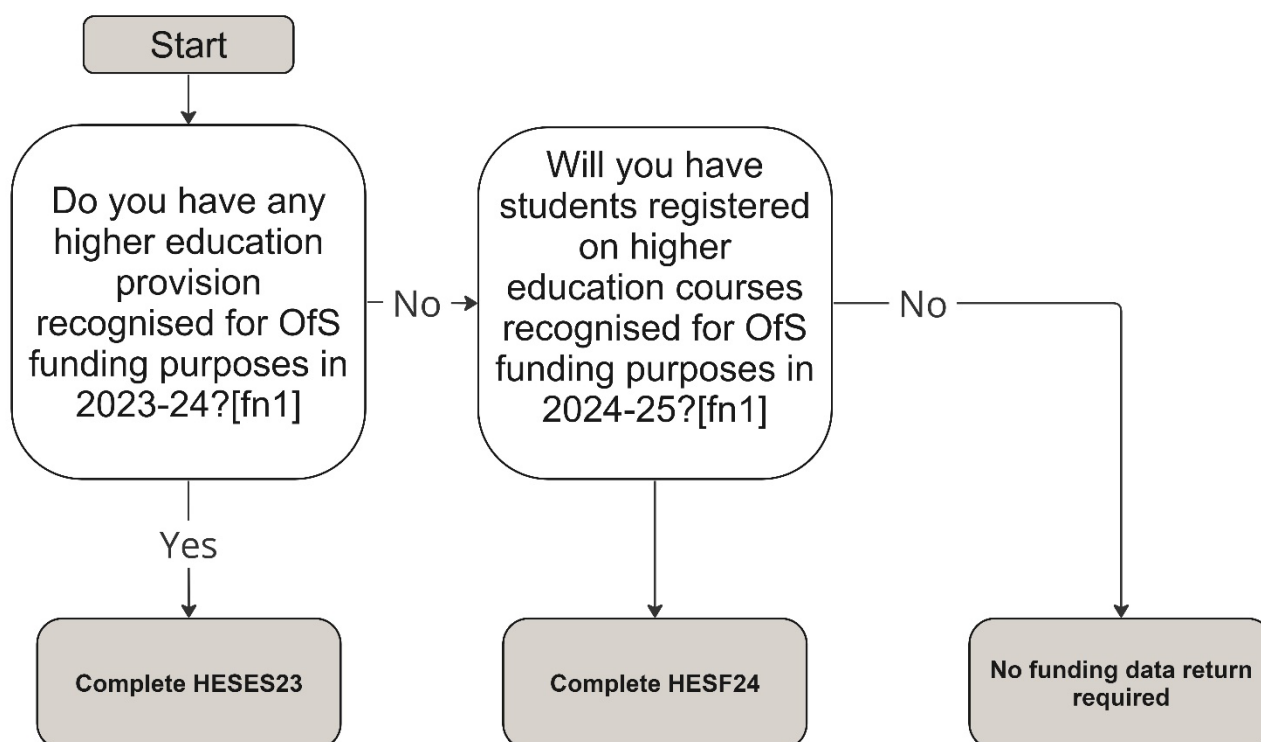 Start
Do you have any
higher education
provision
recognised for OfS
funding purposes in
2023-24?[fn1]
No
Will you have
students registered
on higher
education courses
recognised for OfS
funding purposes in
2024-25?[fn1]
No
Yes
Complete HESES23
Complete HESF24
No funding data return
required